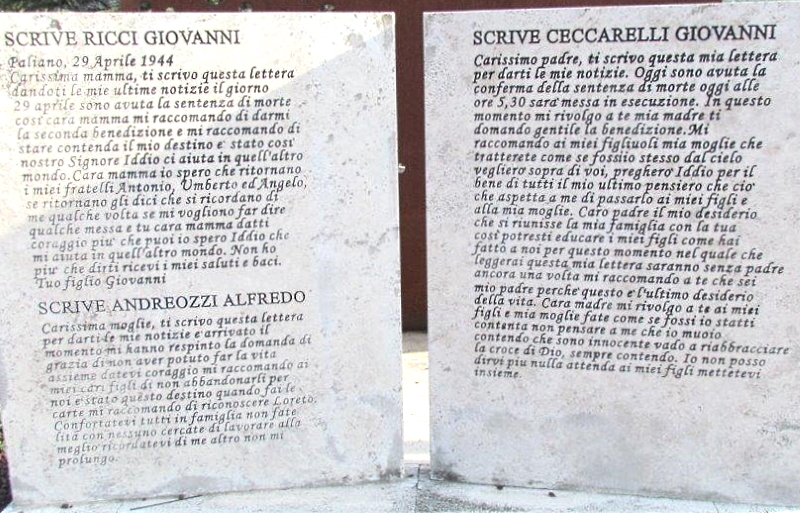 SCRIVE RICCI GIOVANNI
Paliano, 29 Aprile 1944
Carissima mamma, ti scrivo questa lettera
dandoti le mie ultime notizie il giorno
29 aprile sono avuta la sentenza di morte
cosi' cara mamma mi raccomando di darmi
la seconda benedizione e mi raccomando di
stare contenda il mio destino e' stato cosi'
nostro Signore Iddio ci aiuta in quell'altro
mondo. Cara mamma io spero che ritornano
i miei fratelli Antonio, Umberto ed Angelo,
se ritornano gli dici che si ricordano di
me qualche volta se mi vogliono far dire
qualche messa e tu cara mamma datti
coraggio piu' che puoi io spero Iddio che
mi aiuta in quell'altro mondo. Non ho
piu' che dirti ricevi i miei saluti e baci.
Tuo figlio Giovanni
SCRIVE ANDREOZZI ALFREDO
Carissima moglie, ti scrivo questa lettera
per darti le mie notizie e arrivato il
momento mi hanno respinto la domanda di
grazia di non aver potuto far la vita
assieme datevi coraggio mi raccomando ai
miei cari figli di non abbandonarli per
noi e' stato questo destino quando fai le
carte mi raccomando di riconoscere Loreto.
Confortatevi tutti in famiglia non fate
lita con nessuno cercate di lavorare alla
meglio ricordatevi di me altro non mi
prolungo.
SCRIVE CECCARELLI GIOVANNI
Carissimo padre, ti scrivo questa mia lettera
per darti le mie notizie. Oggi sono avuta la
conferma della sentenza di morte oggi alle
ore 5,30 sara' messa in esecuzione. In questo
momento mi rivolgo a te mia madre ti
domando gentile la benedizione. Mi
raccomando ai miei figliuoli mia moglie che
tratterete come se fossiio stesso dal cielo
vegliero sopra di voi, preghero' Iddio per il
bene di tutti il mio ultimo pensiero che cio'
che aspetta a me di passarlo ai miei figli e
alla mia moglie. Caro padre il mio desiderio
che si riunisse la mia famiglia con la tua
cosi' potresti educare i miei figli come hai
fatto a noi per questo momento nel quale che
leggerai questa mia lettera saranno senza padre
ancora una volta mi raccomando a te che sei
mio padre perche' questo e' l'ultimo desiderio
della vita. Cara madre mi rivolgo a te ai miei
figli e mia moglie fate come se fossi io statti
contenta non pensare a me che io muoio
contendo che sono innocente vado a riabbracciare
la croce di Dio, sempre contendo. Io non posso
dirvi piu nulla attenda ai miei figli mettetevi
insieme.